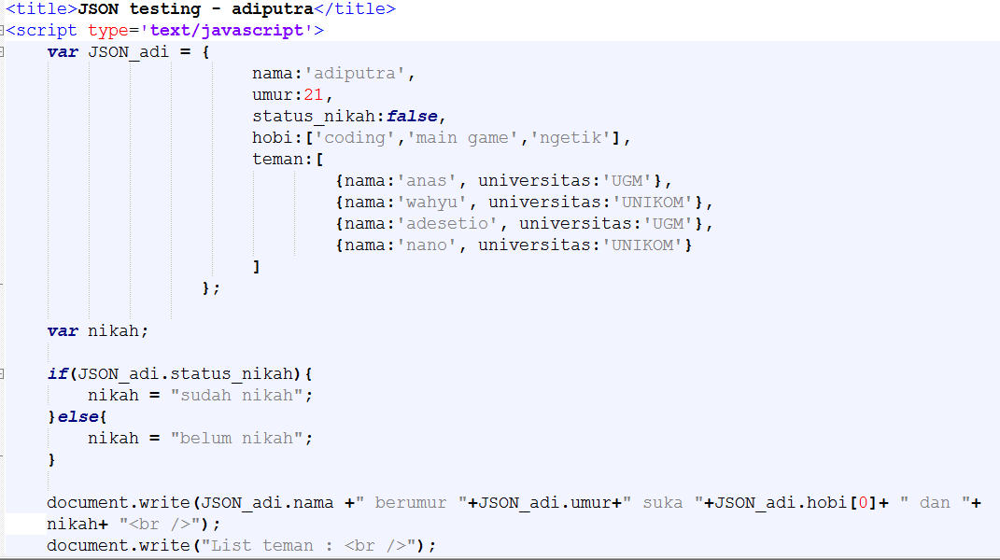 <title>JSON testing - adiputra</title>
<script type='text/javascript'>
var JSON_adi = {
nama:'adiputra',
umur:21,
status_nikah:false,
hobi:['coding','main game','ngetik'],
teman:[
{nama:'anas', universitas:'UGM'},
{nama:'wahyu', universitas:'UNIKOM'},
{nama:'adesetio', universitas:'UGM'},
{nama:'nano', universitas:'UNIKOM'}
]
};
var nikah;
if(JSON_adi.status_nikah){
nikah = "sudah nikah";
}else{
nikah = "belum nikah";
}
document.write(JSON_adi.nama +" berumur "+JSON_adi.umur+" suka "+JSON_adi.hobi[0]+ " dan "+
nikah+ "<br />");
document.write("List teman : <br />");